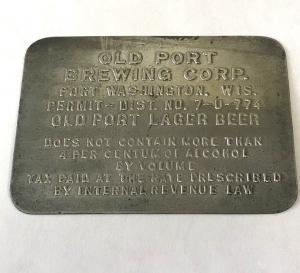 OLD PORT
BREWING CORP.
PORT WASHINGTON, WIS.
PERMIT-DIST. NO. 7-U-774
OLD PORT LAGER BEER
DOES NOT CONTAIN MORE THAN
4 PER CENTUM OF ALCOHOL
BY VOLUME
TAX PAID AT THE RATE PRESCRIBED
BY INTERNAL REVENUE LAW